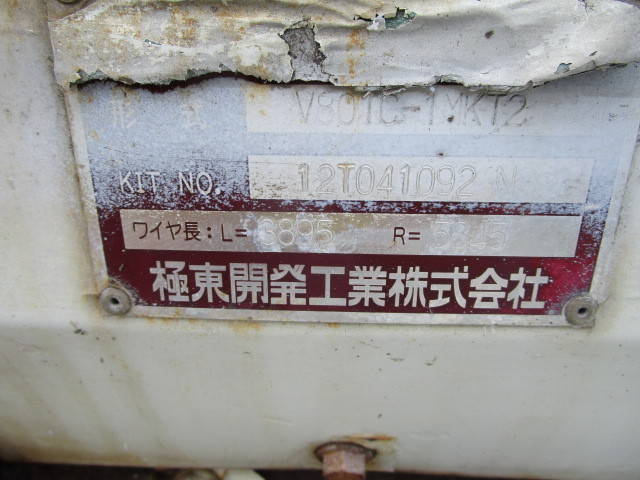 形式 V801C-1MKT2
KIT NO. 12T041092 N
ワイヤ長:L= 3895 R=
極東開発工業株式会社